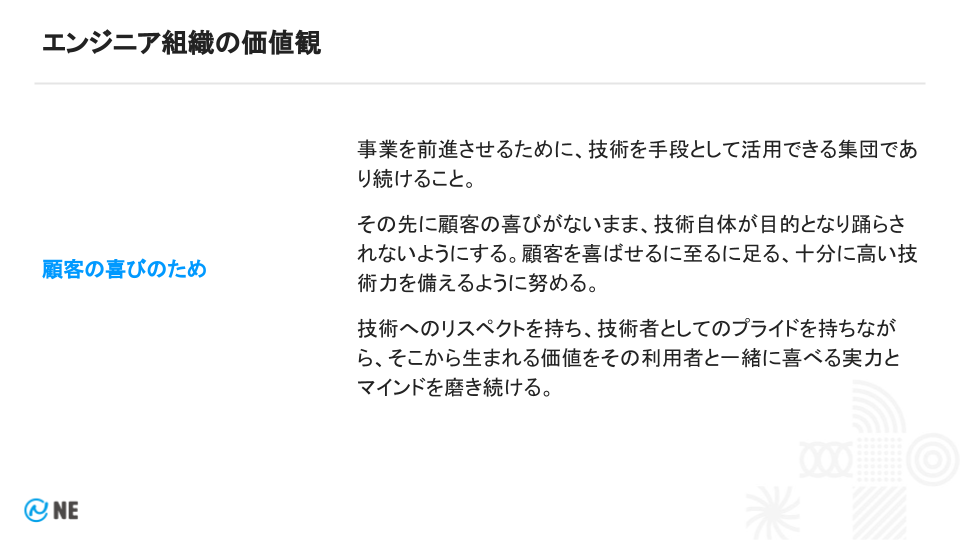 エンジニア組織の価値観
顧客の喜びのため
事業を前進させるために、技術を手段として活用できる集団であ
り続けること。
その先に顧客の喜びがないまま、技術自体が目的となり踊らさ
れないようにする。顧客を喜ばせるに至るに足る、十分に高い技
術力を備えるように努める。
技術へのリスペクトを持ち、技術者としてのプライドを持ちなが
ら、そこから生まれる価値をその利用者と一緒に喜べる実力と
マインドを磨き続ける。
NE